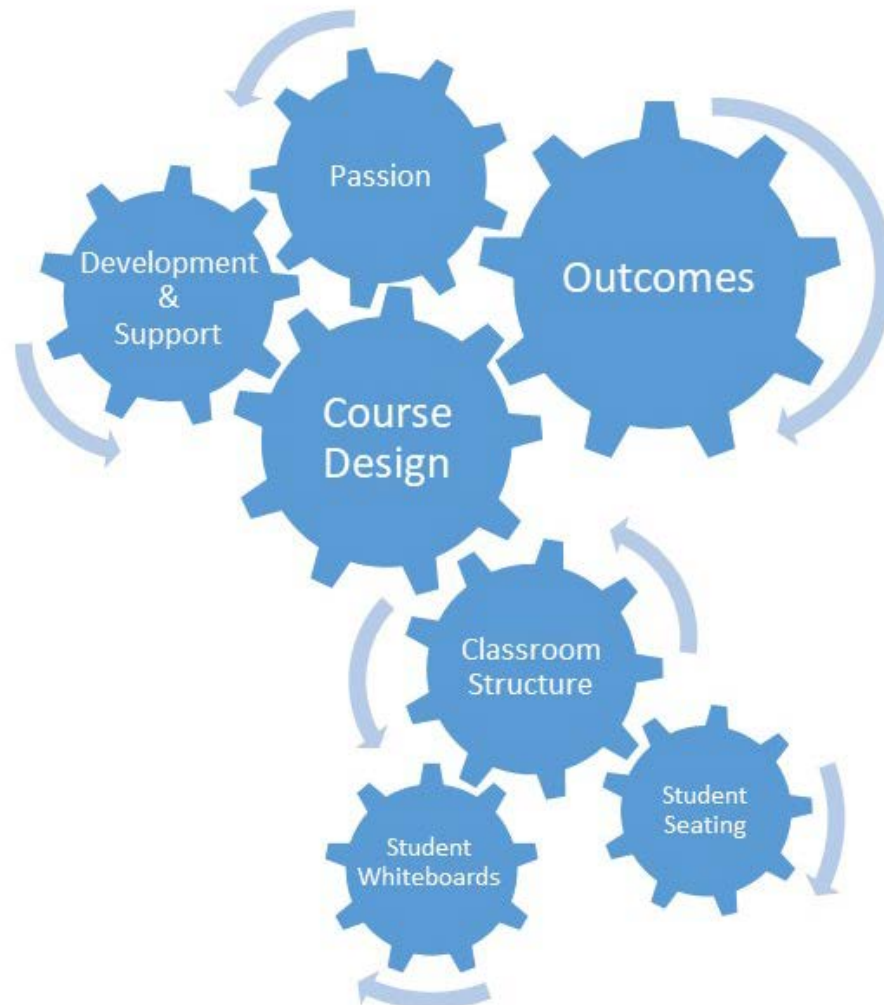 Passion
Outcomes
Development
&
Support
Course
Design
Classroom
Structure
Student
Seating
Student
Whiteboards